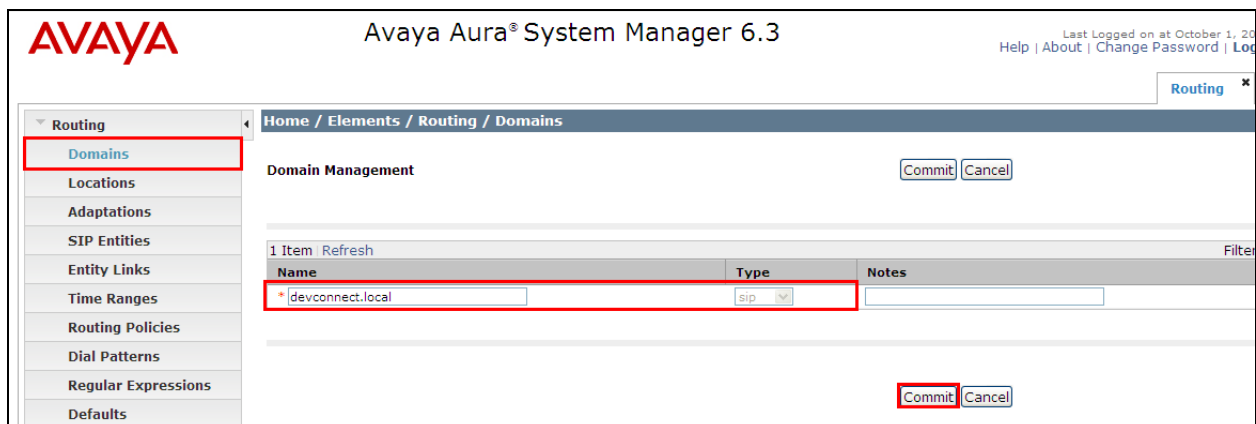 AVAYA
Avaya Aura® System Manager 6.3
Last Logged on at October 1, 20
Help | About | Change Password | Log
Routing ×
Routing
Domains
Locations
Adaptations
SIP Entities
Entity Links
Time Ranges
Routing Policies
Dial Patterns
Regular Expressions
Defaults
Home / Elements / Routing / Domains
Domain Management
Commit Cancel
1 Item | Refresh
Filter
Name Type Notes
* devconnect.local sip
Commit Cancel